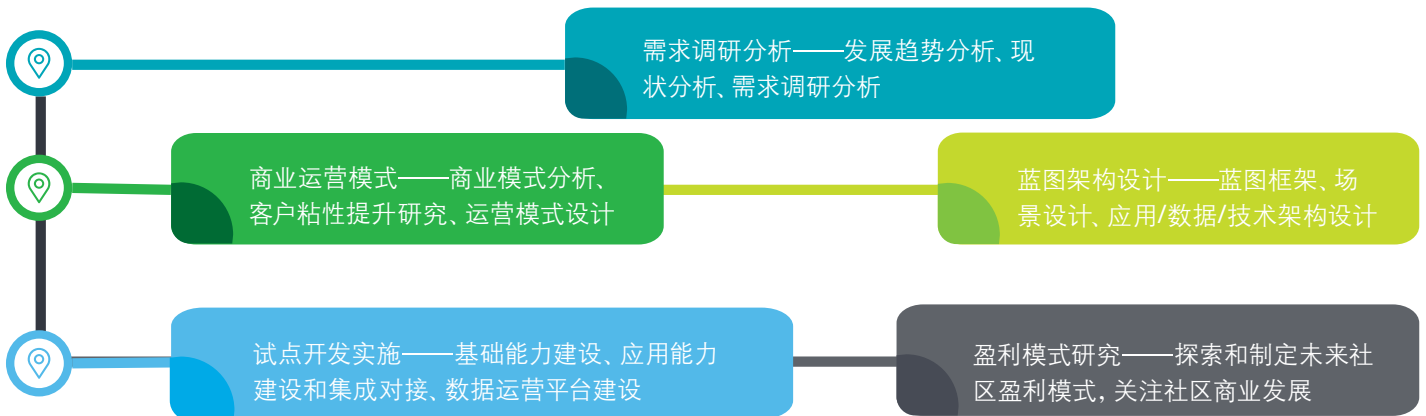 需求调研分析——发展趋势分析、现
状分析、需求调研分析
商业运营模式——商业模式分析、
客户粘性提升研究、运营模式设计
蓝图架构设计——蓝图框架、场
景设计、应用/数据/技术架构设计
试点开发实施——基础能力建设、应用能力
建设和集成对接、数据运营平台建设
盈利模式研究——探索和制定未来社
区盈利模式，关注社区商业发展